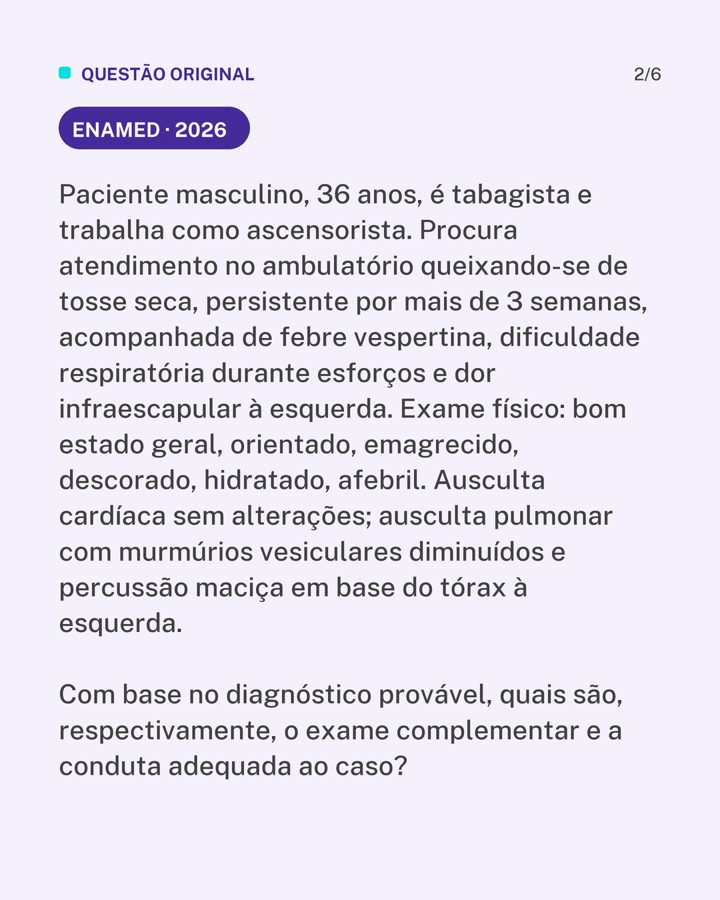 QUESTÃO ORIGINAL
2/6
ENAMED · 2026
Paciente masculino, 36 anos, é tabagista e
trabalha como ascensorista. Procura
atendimento no ambulatório queixando-se de
tosse seca, persistente por mais de 3 semanas,
acompanhada de febre vespertina, dificuldade
respiratória durante esforços e dor
infraescapular à esquerda. Exame físico: bom
estado geral, orientado, emagrecido,
descorado, hidratado, afebril. Ausculta
cardíaca sem alterações; ausculta pulmonar
com murmúrios vesiculares diminuídos e
percussão maciça em base do tórax à
esquerda.
Com base no diagnóstico provável, quais são,
respectivamente, o exame complementar e a
conduta adequada ao caso?